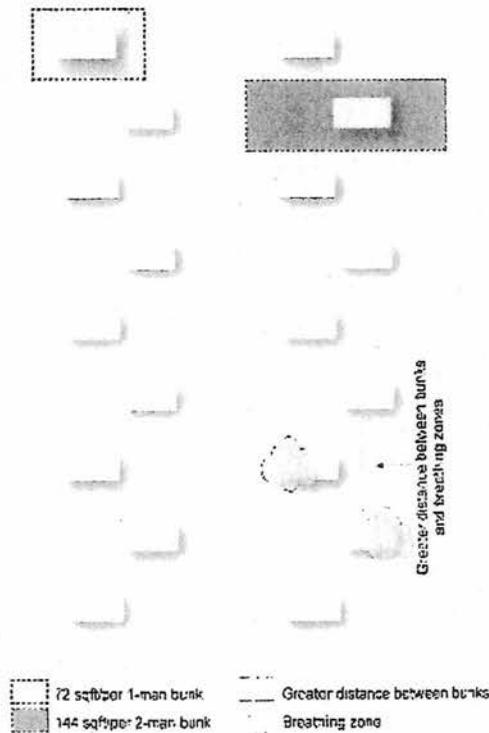 Greater distance between bunks
and breathing zones
72 sqft/per 1-man bunk
144 sqft/per 2-man bunk
Greater distance between bunks
Breathing zone